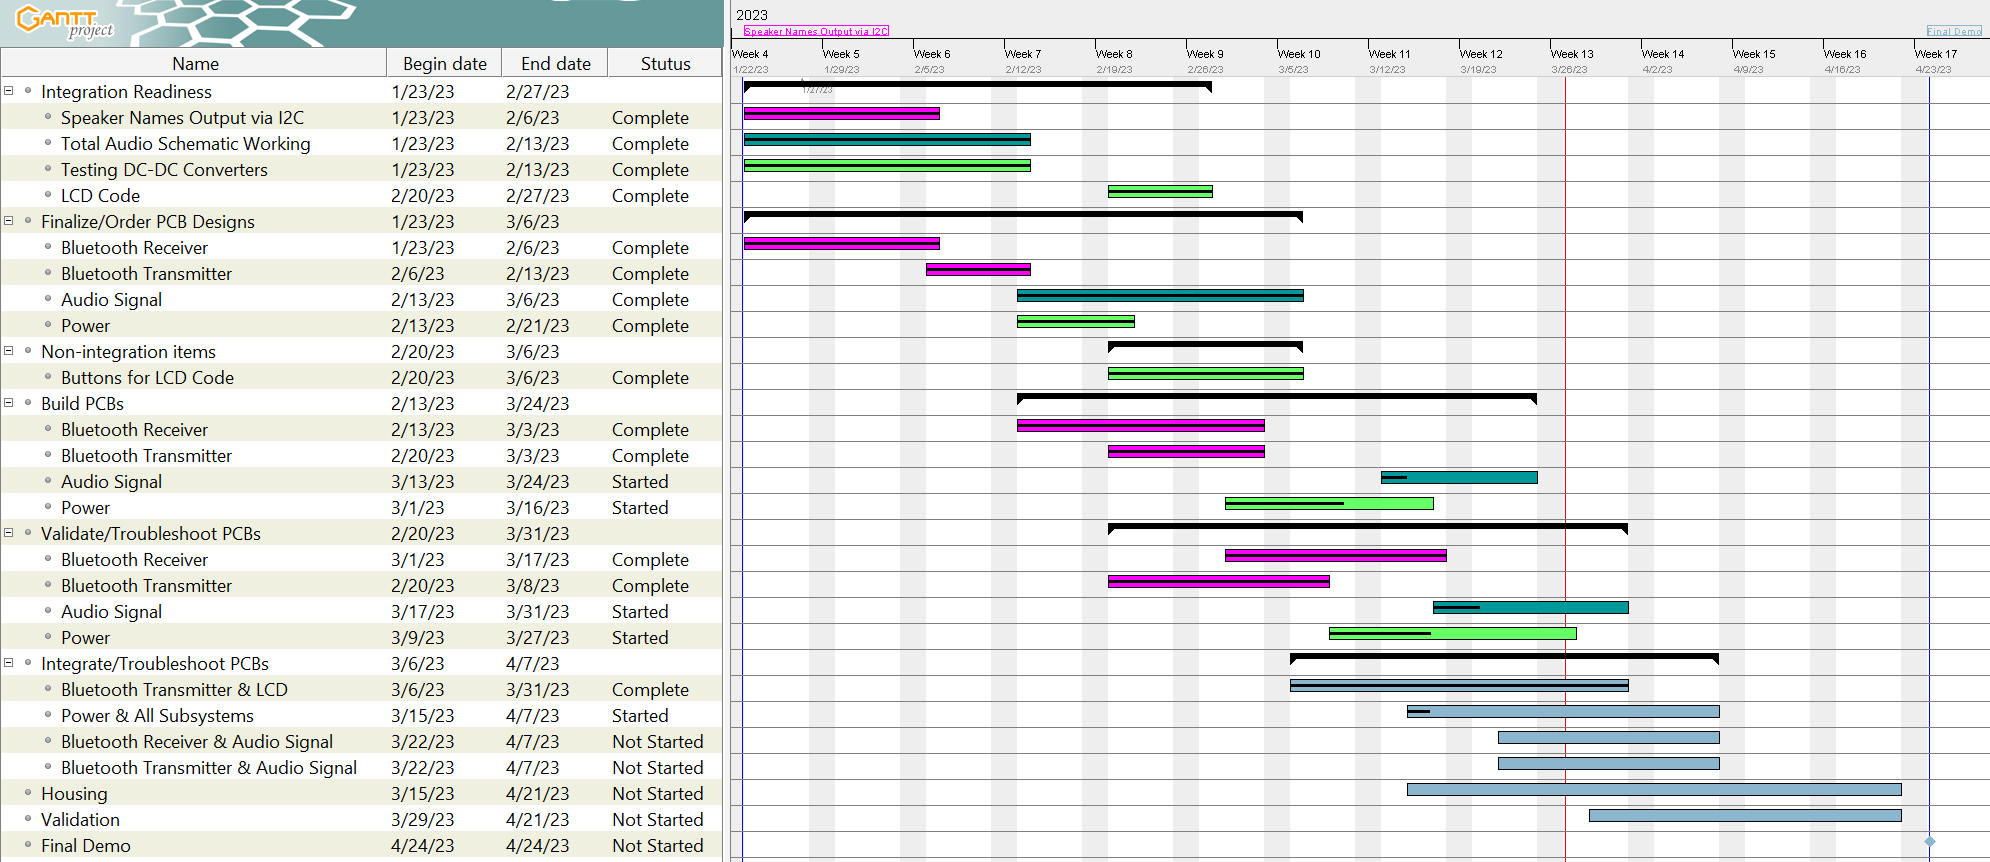 GANTT
project
2023
Speaker Names Output via I2C
Final Demo
Week 4 Week 5 Week 6 Week 7 Week 8 Week 9 Week 10 Week 11 Week 12 Week 13 Week 14 Week 15 Week 16 Week 17
1/22/23 1/29/23 2/5/23 2/12/23 2/19/23 2/26/23 3/5/23 3/12/23 3/19/23 3/26/23 4/2/23 4/9/23 4/16/23 4/23/23
Name Begin date End date Stutus
Integration Readiness 1/23/23 2/27/23
1/27/23
Speaker Names Output via I2C 1/23/23 2/6/23 Complete
Total Audio Schematic Working 1/23/23 2/13/23 Complete
Testing DC-DC Converters 1/23/23 2/13/23 Complete
LCD Code 2/20/23 2/27/23 Complete
Finalize/Order PCB Designs 1/23/23 3/6/23
Bluetooth Receiver 1/23/23 2/6/23 Complete
Bluetooth Transmitter 2/6/23 2/13/23 Complete
Audio Signal 2/13/23 3/6/23 Complete
Power 2/13/23 2/21/23 Complete
Non-integration items 2/20/23 3/6/23
Buttons for LCD Code 2/20/23 3/6/23 Complete
Build PCBs 2/13/23 3/24/23
Bluetooth Receiver 2/13/23 3/3/23 Complete
Bluetooth Transmitter 2/20/23 3/3/23 Complete
Audio Signal 3/13/23 3/24/23 Started
Power 3/1/23 3/16/23 Started
Validate/Troubleshoot PCBs 2/20/23 3/31/23
Bluetooth Receiver 3/1/23 3/17/23 Complete
Bluetooth Transmitter 2/20/23 3/8/23 Complete
Audio Signal 3/17/23 3/31/23 Started
Power 3/9/23 3/27/23 Started
Integrate/Troubleshoot PCBs 3/6/23 4/7/23
Bluetooth Transmitter & LCD 3/6/23 3/31/23 Complete
Power & All Subsystems 3/15/23 4/7/23 Started
Bluetooth Receiver & Audio Signal 3/22/23 4/7/23 Not Started
Bluetooth Transmitter & Audio Signal 3/22/23 4/7/23 Not Started
Housing 3/15/23 4/21/23 Not Started
Validation 3/29/23 4/21/23 Not Started
Final Demo 4/24/23 4/24/23 Not Started